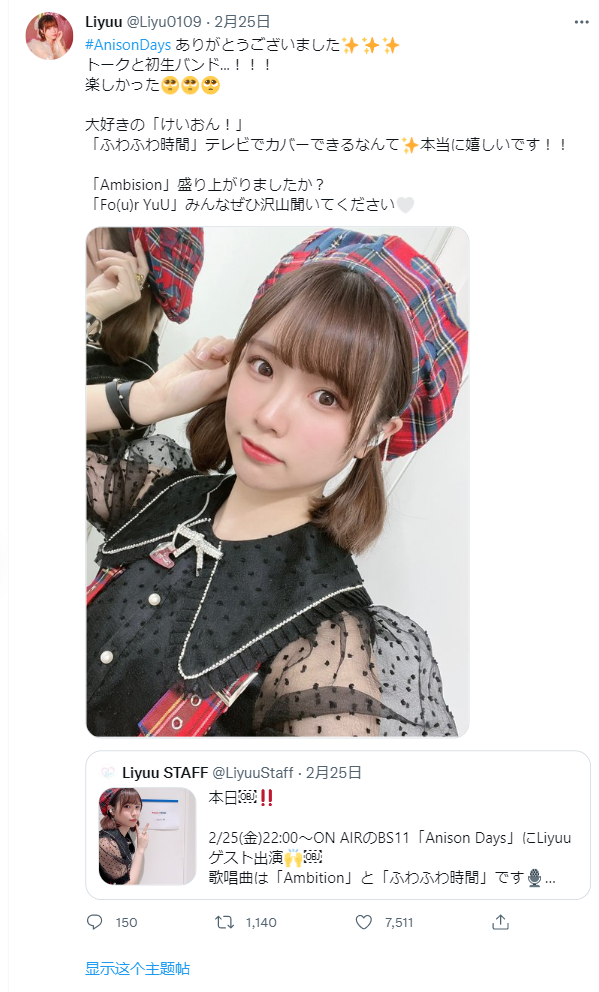 Liyuu @Liyu0109 · 2月25日
#AnisonDays ありがとうございました✨✨✨
トークと初生バンド...！！！
楽しかった🥺🥺🥺
大好きの「けいおん！」
「ふわふわ時間」テレビでカバーできるなんて✨本当に嬉しいです！！
「Ambision」盛り上がりましたか？
「Fo(u)r YuU」みんなぜひ沢山聞いてください🤍
Liyuu STAFF @LiyuuStaff · 2月25日
本日￼‼️
2/25(金)22:00～ON AIRのBS11「Anison Days」にLiyuu
ゲスト出演🙌￼
歌唱曲は「Ambition」と「ふわふわ時間」です🎙️...
150 1,140 7,511
显示这个主题帖